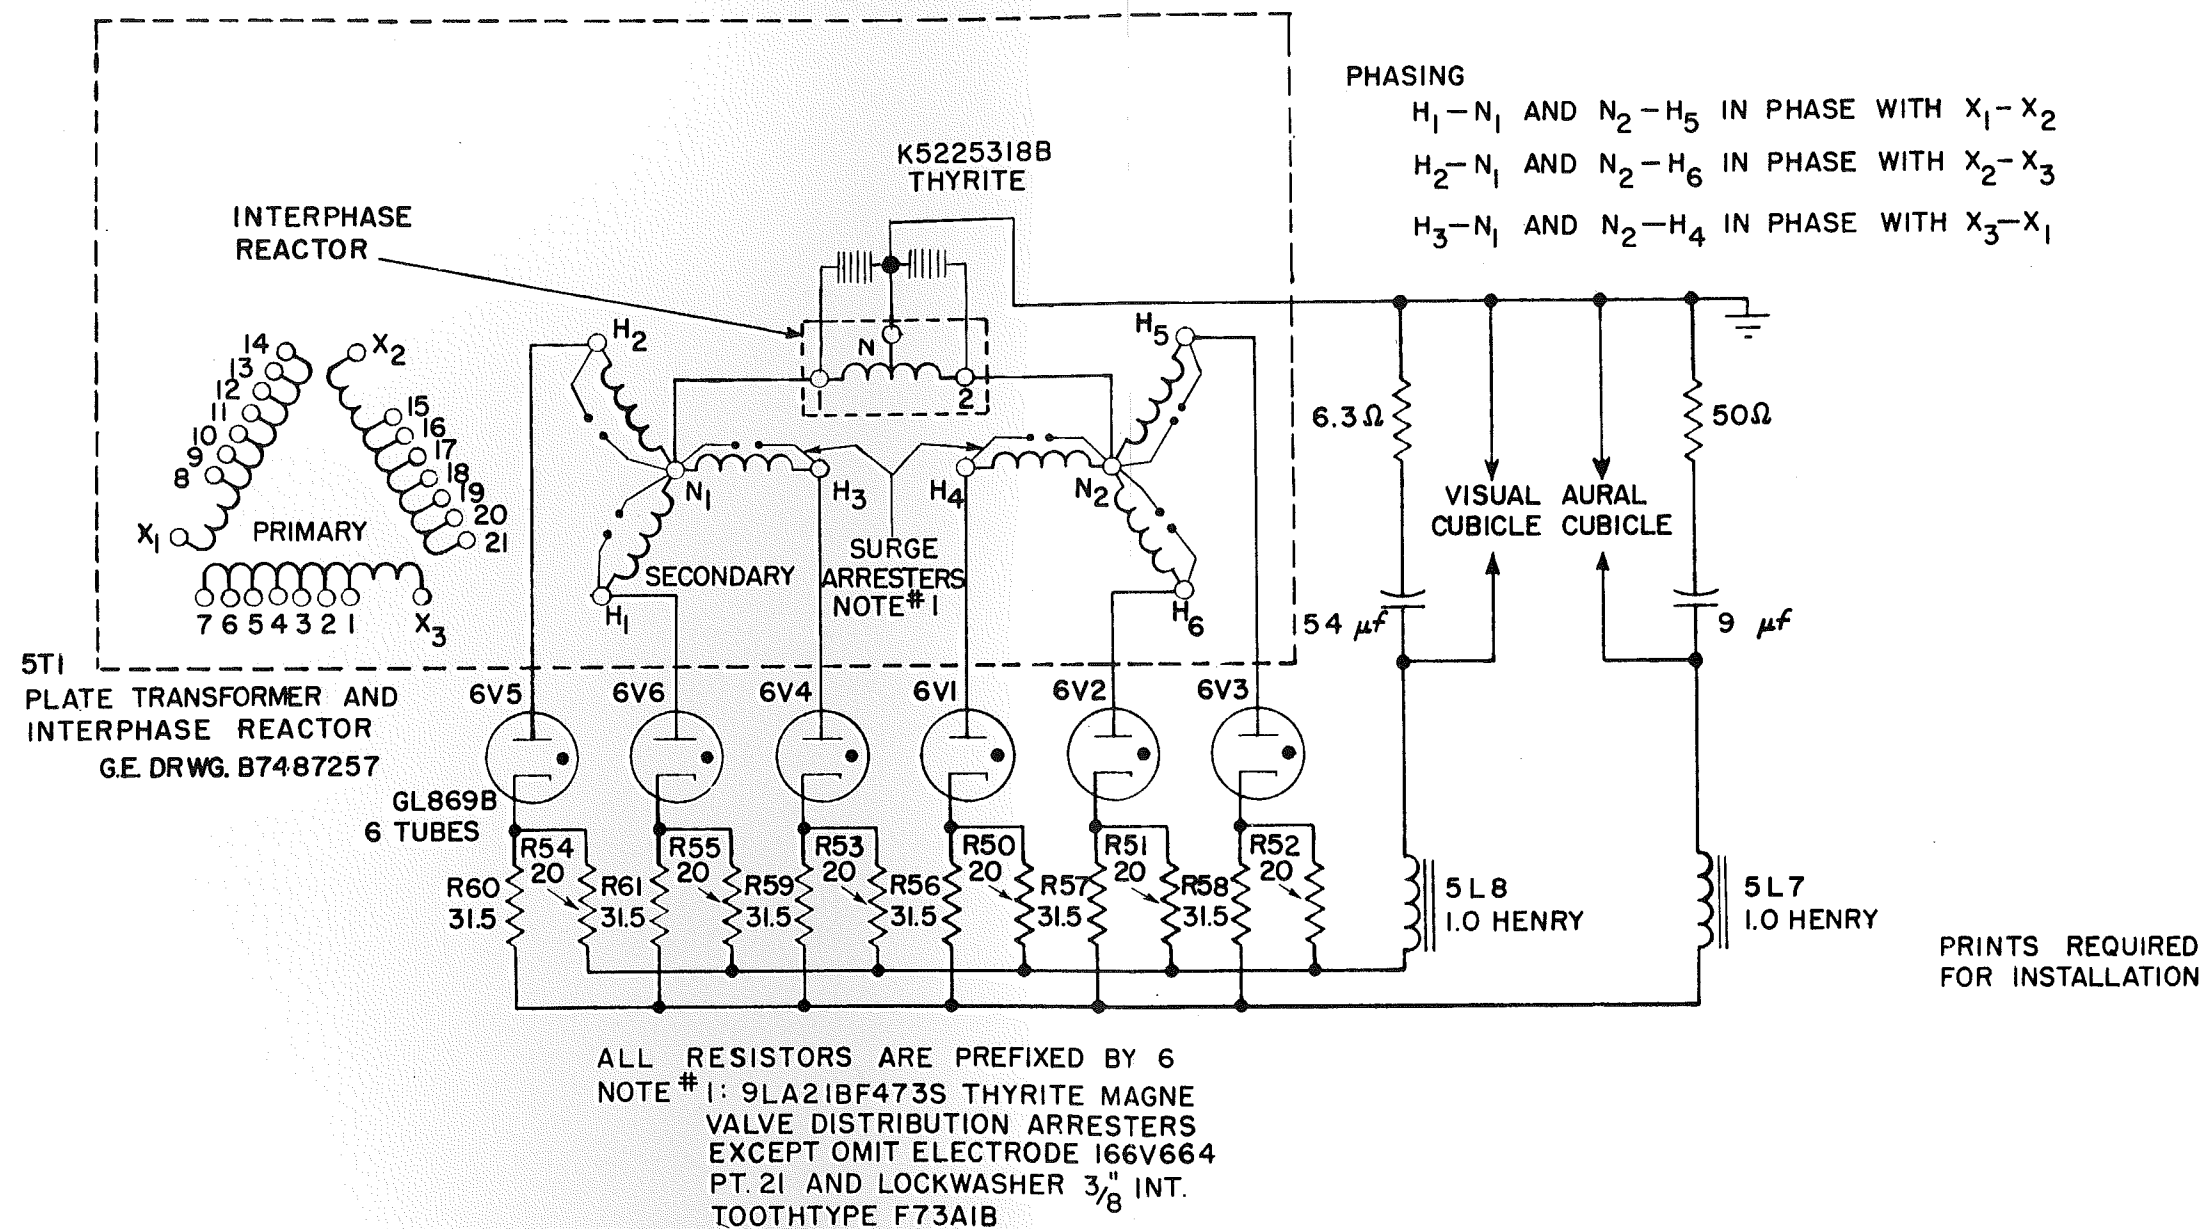 PHASING
H1–N1 AND N2–H5 IN PHASE WITH X1–X2
H2–N1 AND N2–H6 IN PHASE WITH X2–X3
H3–N1 AND N2–H4 IN PHASE WITH X3–X1
K5225318B
THYRITE
INTERPHASE
REACTOR
N
1
2
H2
H5
X2
14
13
12
11
10
9
8
15
16
17
18
19
20
21
X1
PRIMARY
7 6 5 4 3 2 1
X3
N1
H3
H4
N2
H1
H6
SECONDARY
SURGE
ARRESTERS
NOTE #1
6.3Ω
50Ω
VISUAL
CUBICLE
AURAL
CUBICLE
54 μf
9 μf
5T1
PLATE TRANSFORMER AND
INTERPHASE REACTOR
G.E. DRWG. B7487257
6V5
6V6
6V4
6V1
6V2
6V3
GL869B
6 TUBES
R54
20
R55
20
R53
20
R50
20
R51
20
R52
20
R60
31.5
R61
31.5
R59
31.5
R56
31.5
R57
31.5
R58
31.5
5L8
1.0 HENRY
5L7
1.0 HENRY
PRINTS REQUIRED
FOR INSTALLATION
ALL RESISTORS ARE PREFIXED BY 6
NOTE #1: 9LA21BF473S THYRITE MAGNE
VALVE DISTRIBUTION ARRESTERS
EXCEPT OMIT ELECTRODE 166V664
PT. 21 AND LOCKWASHER 3/8" INT.
TOOTHTYPE F73A1B